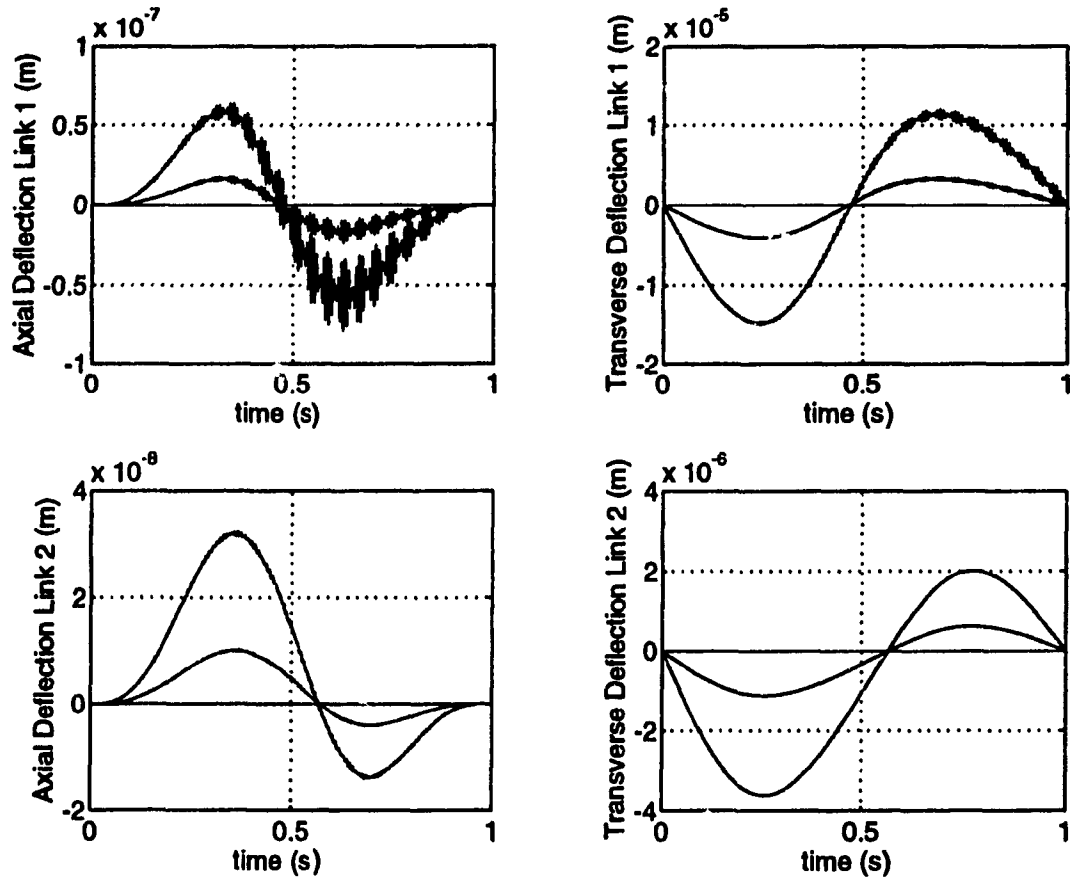 x 10^-7
Axial Deflection Link 1 (m)
1
0.5
0
-0.5
-1
0
0.5
1
time (s)
x 10^-5
Transverse Deflection Link 1 (m)
2
1
0
-1
-2
0
0.5
1
time (s)
x 10^-8
Axial Deflection Link 2 (m)
4
2
0
-2
0
0.5
1
time (s)
x 10^-6
Transverse Deflection Link 2 (m)
4
2
0
-2
-4
0
0.5
1
time (s)